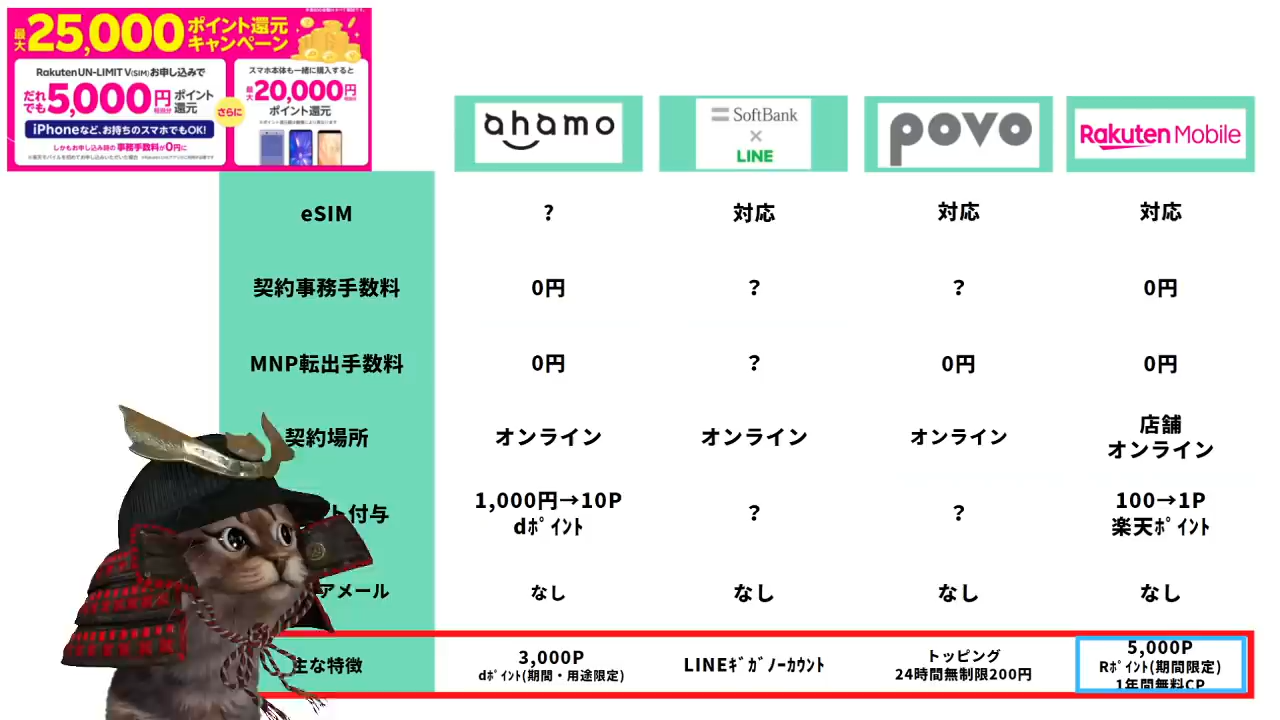 最大25,000ポイント還元キャンペーン
Rakuten UN-LIMIT V(SIM)お申し込みで
だれでも5,000円相当分ポイント還元
iPhoneなど、お持ちのスマホでもOK!
しかもお申し込み時の事務手数料が0円に
さらに
スマホ本体も一緒に購入すると
最大20,000円相当分
ポイント還元
ahamo
SoftBank
×
LINE
povo
Rakuten Mobile
eSIM ? 対応 対応 対応
契約事務手数料 0円 ? ? 0円
MNP転出手数料 0円 ? 0円 0円
契約場所 オンライン オンライン オンライン 店舗
オンライン
ト付与 1,000円→10P ? ? 100→1P
dﾎﾟｲﾝﾄ 楽天ﾎﾟｲﾝﾄ
アメール なし なし なし なし
主な特徴
3,000P
dﾎﾟｲﾝﾄ(期間・用途限定)
LINEｷﾞｶﾞﾉｰｶｳﾝﾄ
トッピング
24時間無制限200円
5,000P
Rﾎﾟｲﾝﾄ(期間限定)
1年間無料CP